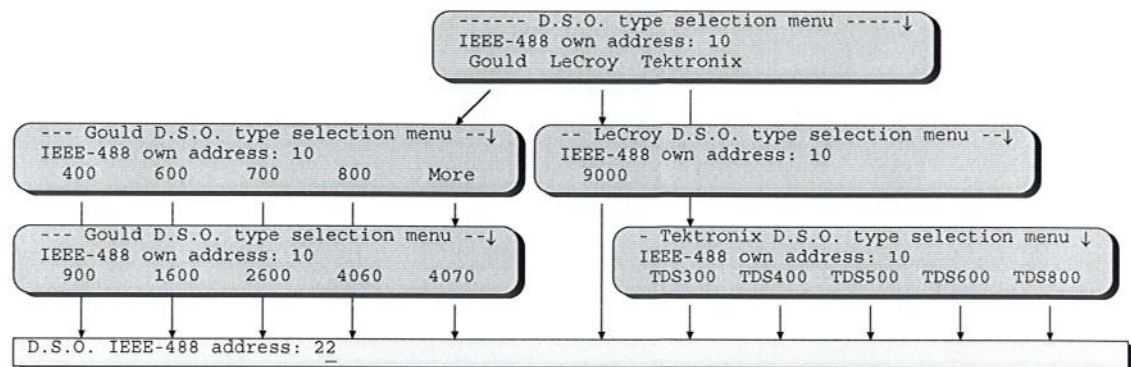 ------ D.S.O. type selection menu -----↓
IEEE-488 own address: 10
Gould LeCroy Tektronix
--- Gould D.S.O. type selection menu --↓
IEEE-488 own address: 10
400 600 700 800 More
-- LeCroy D.S.O. type selection menu --↓
IEEE-488 own address: 10
9000
--- Gould D.S.O. type selection menu --↓
IEEE-488 own address: 10
900 1600 2600 4060 4070
- Tektronix D.S.O. type selection menu ↓
IEEE-488 own address: 10
TDS300 TDS400 TDS500 TDS600 TDS800
D.S.O. IEEE-488 address: 22